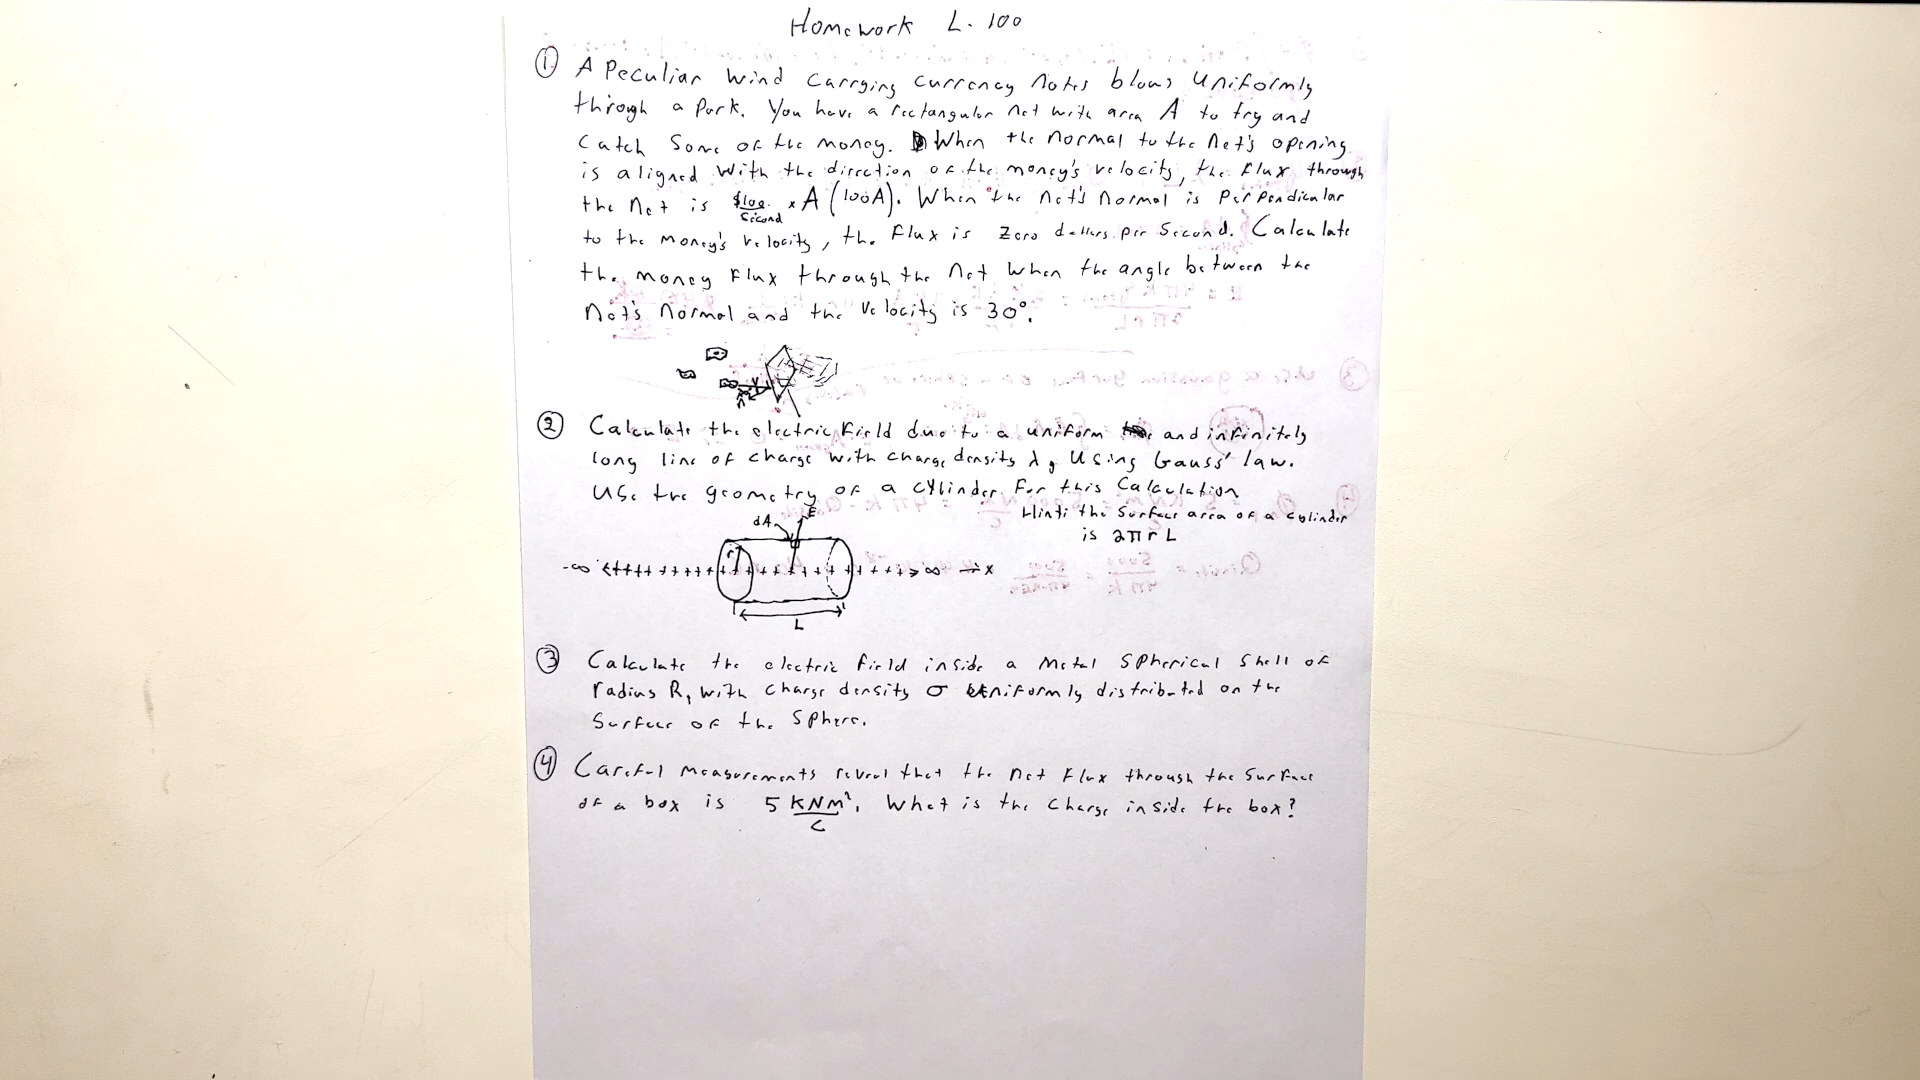 Homework L. 100
① A Peculiar Wind carrying currency notes blows Uniformly
through a Park. You have a rectangular net with area A to try and
catch Some of the money. When the normal to the Net's opening
is aligned with the direction of the money's velocity, the flux through
the Net is $100/Second x A (100A). When the net's normal is Perpendicular
to the money's velocity, the flux is Zero dollars per Second. Calculate
the money Flux through the Net when the angle between the
Net's normal and the velocity is 30°.
V
n̂
② Calculate the electric field due to a uniform and infinitely
long line of charge with charge density λ, Using Gauss' law.
Use the geometry of a cylinder for this Calculation
Hint: the Surface area of a cylinder
is 2πrL
dA E
r
-∞ <++++ +++++ ++++ ++++> ∞ → x
L
③ Calculate the electric field inside a metal Spherical Shell of
radius R, with charge density σ Uniformly distributed on the
Surface of the Sphere.
④ Careful measurements reveal that the net Flux through the Surface
of a box is 5 kNm²/C. What is the charge inside the box?